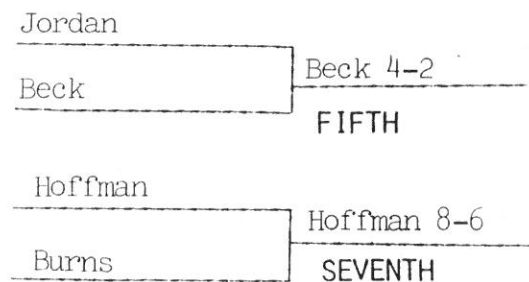 Jordan
Beck 4-2
Beck
FIFTH
Hoffman
Hoffman 8-6
Burns
SEVENTH